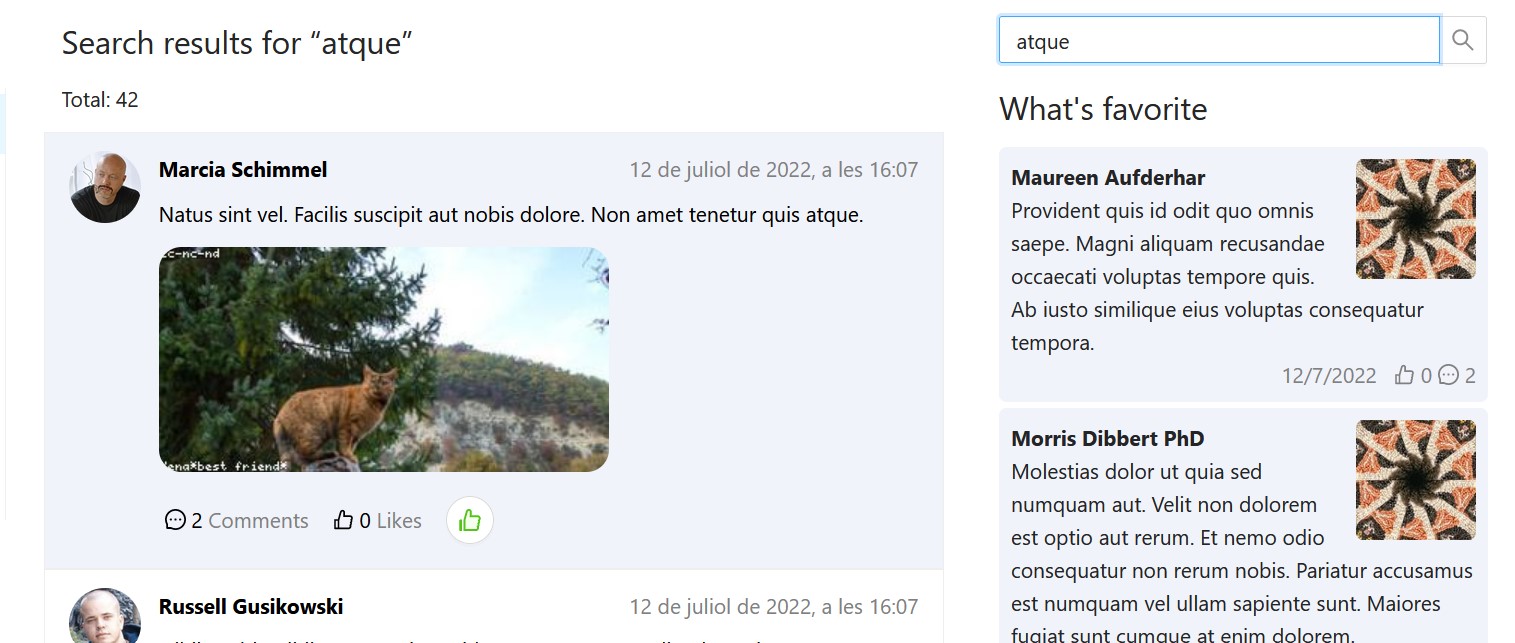 Search results for “atque”
Total: 42
Marcia Schimmel
12 de juliol de 2022, a les 16:07
Natus sint vel. Facilis suscipit aut nobis dolore. Non amet tenetur quis atque.
cc-nc-nd
ena*best friend*
2 Comments
0 Likes
Russell Gusikowski
12 de juliol de 2022, a les 16:07
atque
What's favorite
Maureen Aufderhar
Provident quis id odit quo omnis
saepe. Magni aliquam recusandae
occaecati voluptas tempore quis.
Ab iusto similique eius voluptas consequatur
tempora.
12/7/2022 0 2
Morris Dibbert PhD
Molestias dolor ut quia sed
numquam aut. Velit non dolorem
est optio aut rerum. Et nemo odio
consequatur non rerum nobis. Pariatur accusamus
est numquam vel ullam sapiente sunt. Maiores
fugiat sunt cumque at enim dolorem.